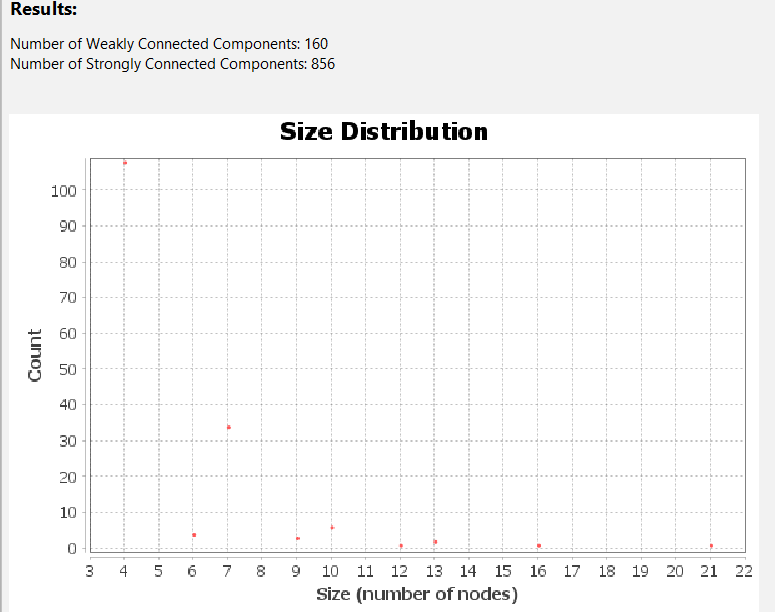 Results:
Number of Weakly Connected Components: 160
Number of Strongly Connected Components: 856
Size Distribution
100
90
80
70
60
50
40
30
20
10
0
Count
3 4 5 6 7 8 9 10 11 12 13 14 15 16 17 18 19 20 21 22
Size (number of nodes)